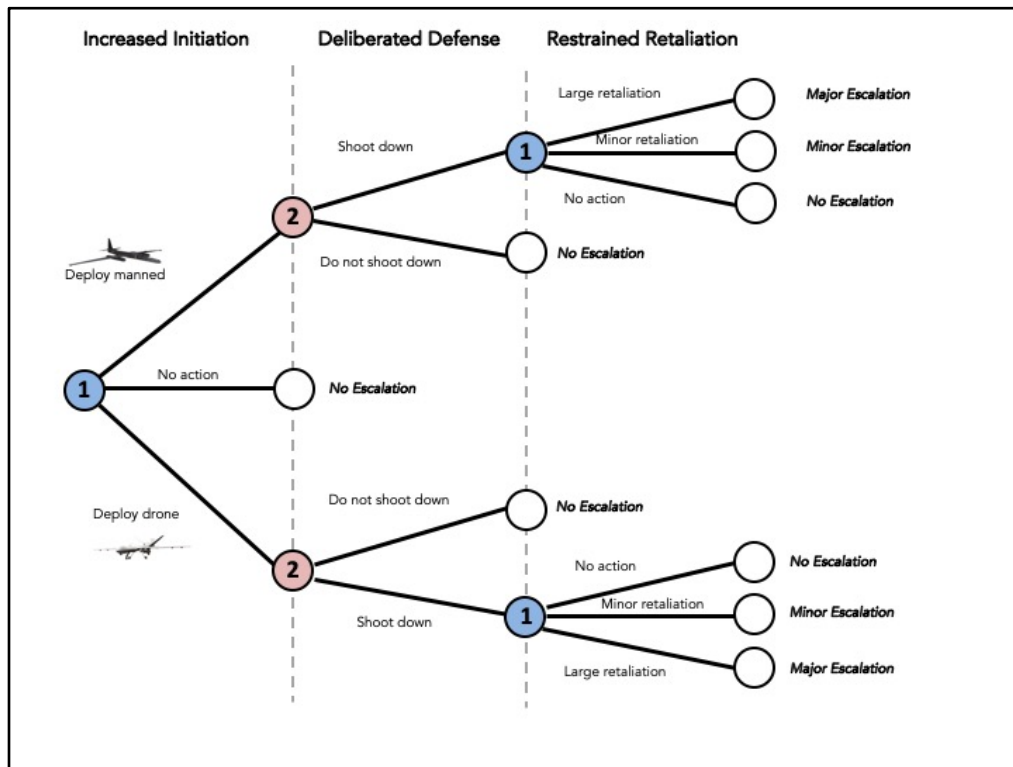 Increased Initiation
Deliberated Defense
Restrained Retaliation
Large retaliation
Major Escalation
Shoot down
1
Minor retaliation
Minor Escalation
No action
No Escalation
2
Do not shoot down
No Escalation
Deploy manned
1
No action
No Escalation
Do not shoot down
No Escalation
Deploy drone
2
No action
No Escalation
Shoot down
1
Minor retaliation
Minor Escalation
Large retaliation
Major Escalation